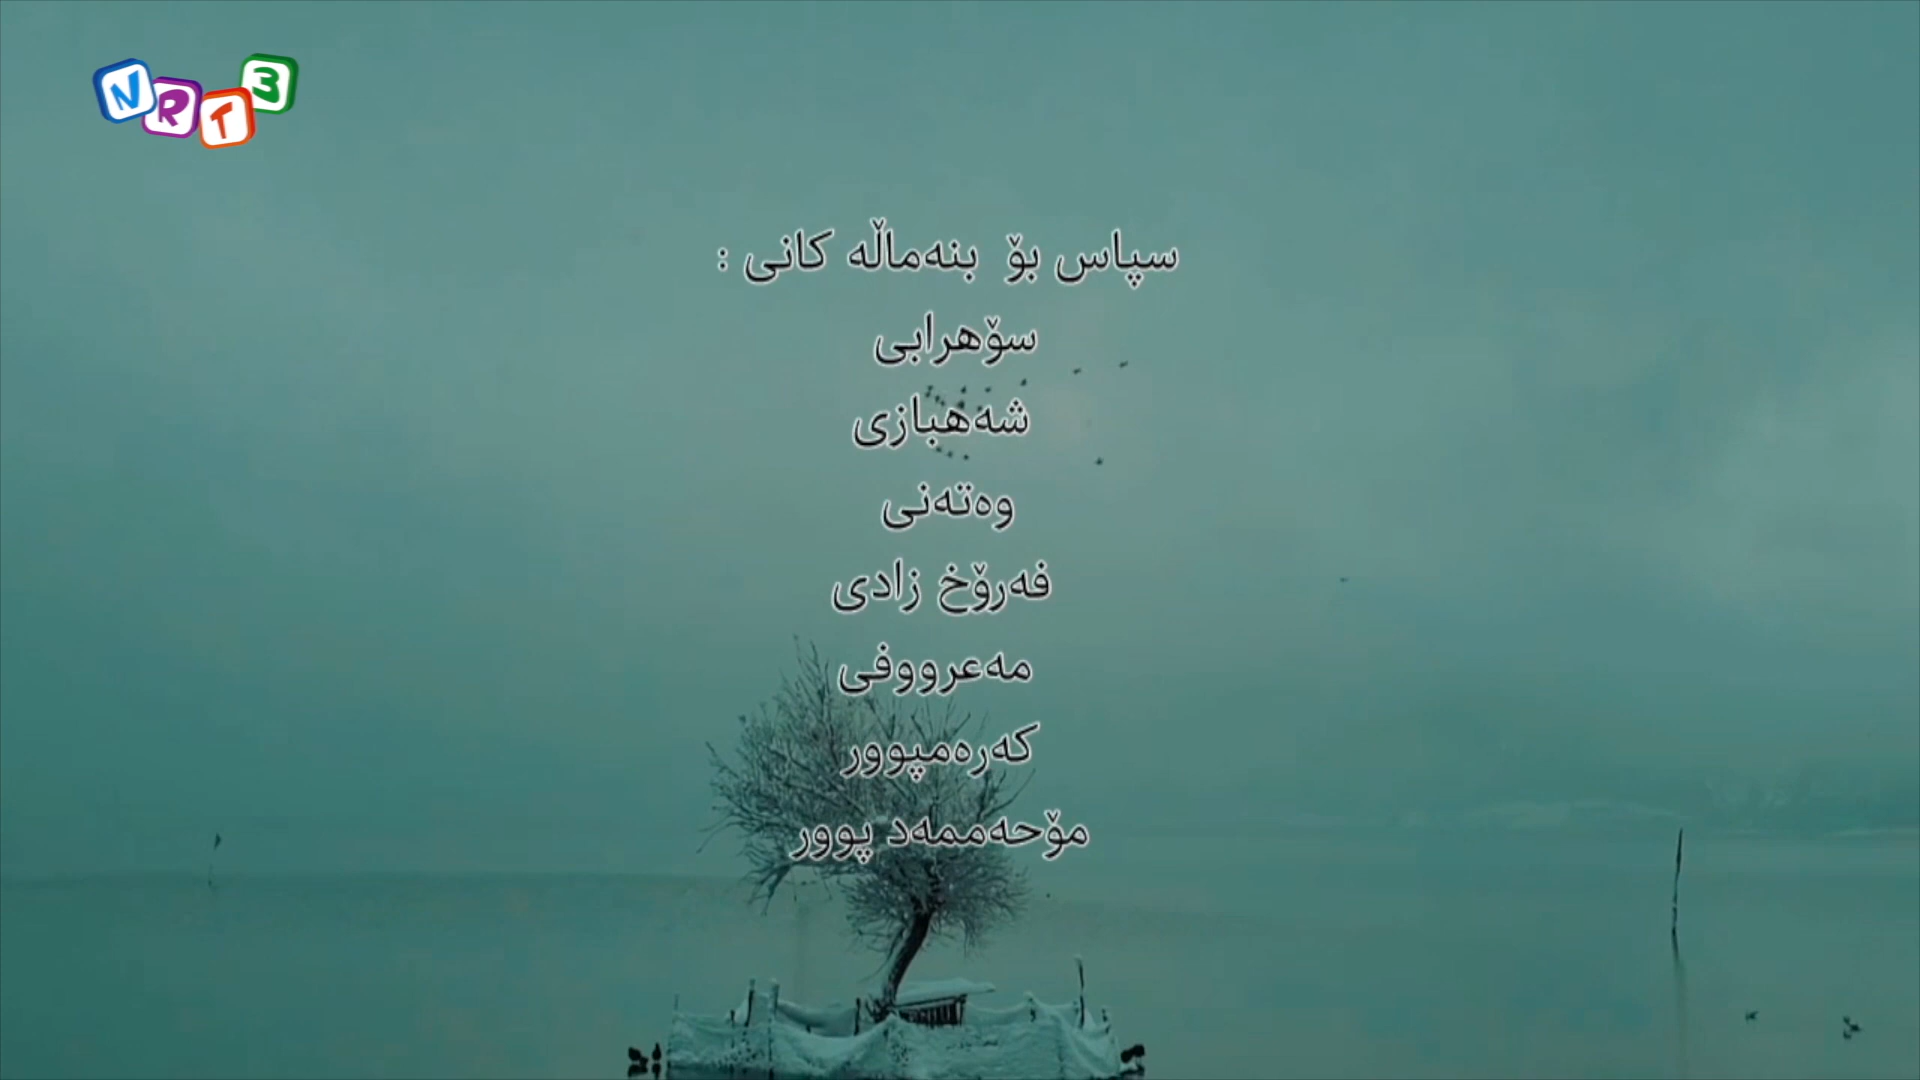 NRT3
سپاس بۆ بنەماڵە کانی :
سۆهرابی
شەهبازی
وەتەنی
فەرۆخ زادی
مەعرووفی
کەرەمپوور
مۆحەممەد پوور